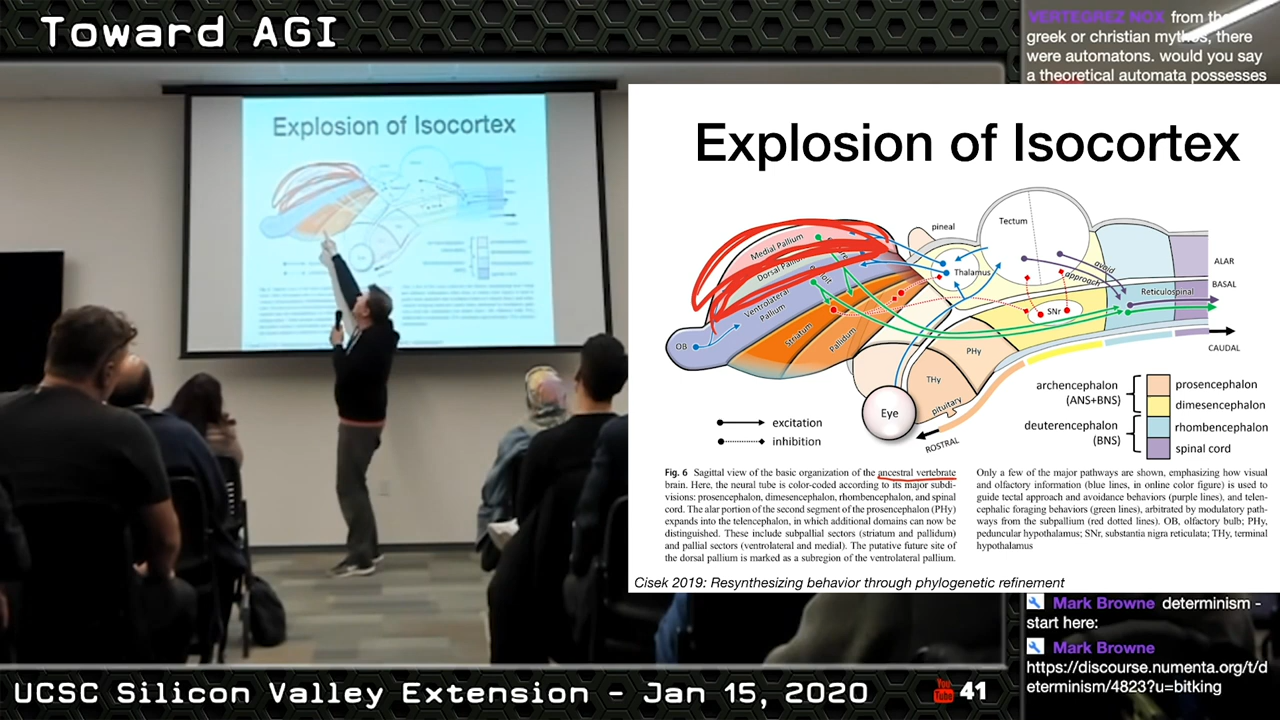 Toward AGI
VERTEGREZ NOX from the
greek or christian mythos, there
were automatons. would you say
a theoretical automata possesses
Explosion of Isocortex
Explosion of Isocortex
Medial Pallium
Dorsal Pallium
Ventrolateral
Pallium
OB
Striatum
Pallidum
pineal
Tectum
Thalamus
avoid
approach
SNr
Reticulospinal
ALAR
BASAL
CAUDAL
PHy
THy
pituitary
Eye
ROSTRAL
excitation
inhibition
archencephalon
(ANS+BNS)
deuterencephalon
(BNS)
prosencephalon
dimesencephalon
rhombencephalon
spinal cord
Fig. 6 Sagittal view of the basic organization of the ancestral vertebrate
brain. Here, the neural tube is color-coded according to its major subdi-
visions: prosencephalon, dimesencephalon, rhombencephalon, and spinal
cord. The alar portion of the second segment of the prosencephalon (PHy)
expands into the telencephalon, in which additional domains can now be
distinguished. These include subpallial sectors (striatum and pallidum)
and pallial sectors (ventrolateral and medial). The putative future site of
the dorsal pallium is marked as a subregion of the ventrolateral pallium.
Only a few of the major pathways are shown, emphasizing how visual
and olfactory information (blue lines, in online color figure) is used to
guide tectal approach and avoidance behaviors (purple lines), and telen-
cephalic foraging behaviors (green lines), arbitrated by modulatory path-
ways from the subpallium (red dotted lines). OB, olfactory bulb; PHy,
peduncular hypothalamus; SNr, substantia nigra reticulata; THy, terminal
hypothalamus
Cisek 2019: Resynthesizing behavior through phylogenetic refinement
Mark Browne determinism -
start here:
Mark Browne
https://discourse.numenta.org/t/d
eterminism/4823?u=bitking
UCSC Silicon Valley Extension - Jan 15, 2020
You
Tube
41